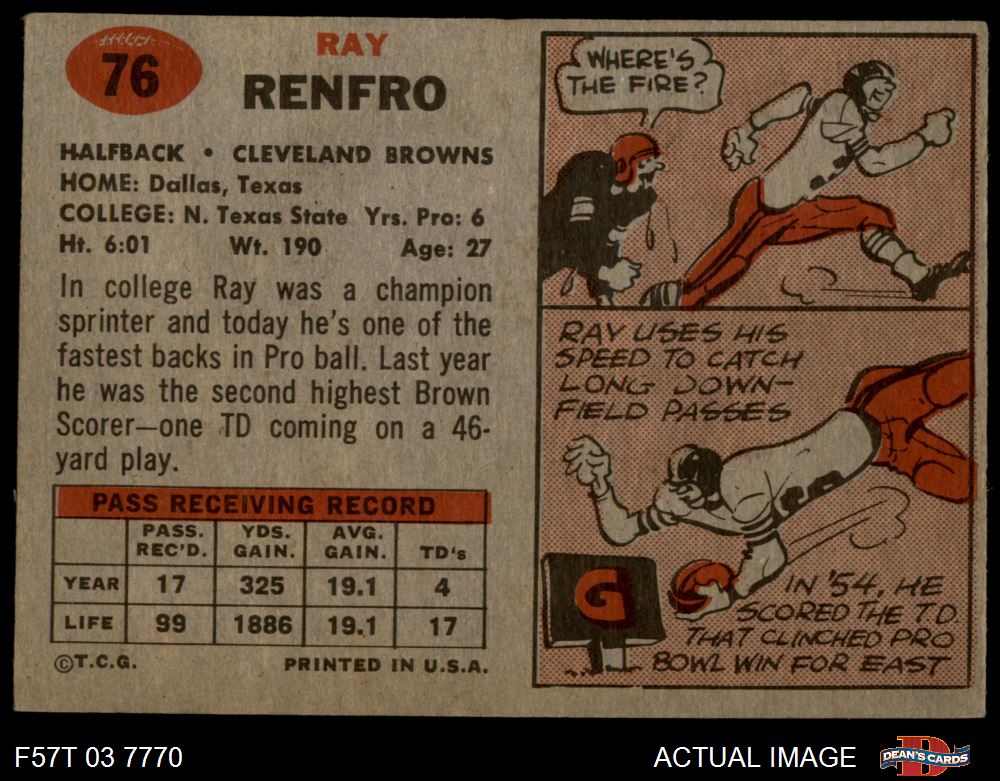 76
RAY
RENFRO
HALFBACK • CLEVELAND BROWNS
HOME: Dallas, Texas
COLLEGE: N. Texas State Yrs. Pro: 6
Ht. 6:01 Wt. 190 Age: 27
In college Ray was a champion
sprinter and today he's one of the
fastest backs in Pro ball. Last year
he was the second highest Brown
Scorer—one TD coming on a 46-
yard play.
PASS RECEIVING RECORD
PASS. REC'D. YDS. GAIN. AVG. GAIN. TD's
YEAR 17 325 19.1 4
LIFE 99 1886 19.1 17
©T.C.G. PRINTED IN U.S.A.
WHERE'S
THE FIRE?
RAY USES HIS
SPEED TO CATCH
LONG DOWN-
FIELD PASSES
G
IN '54, HE
SCORED THE T.D.
THAT CLINCHED PRO
BOWL WIN FOR EAST
F57T 03 7770
ACTUAL IMAGE
DEAN'S CARDS